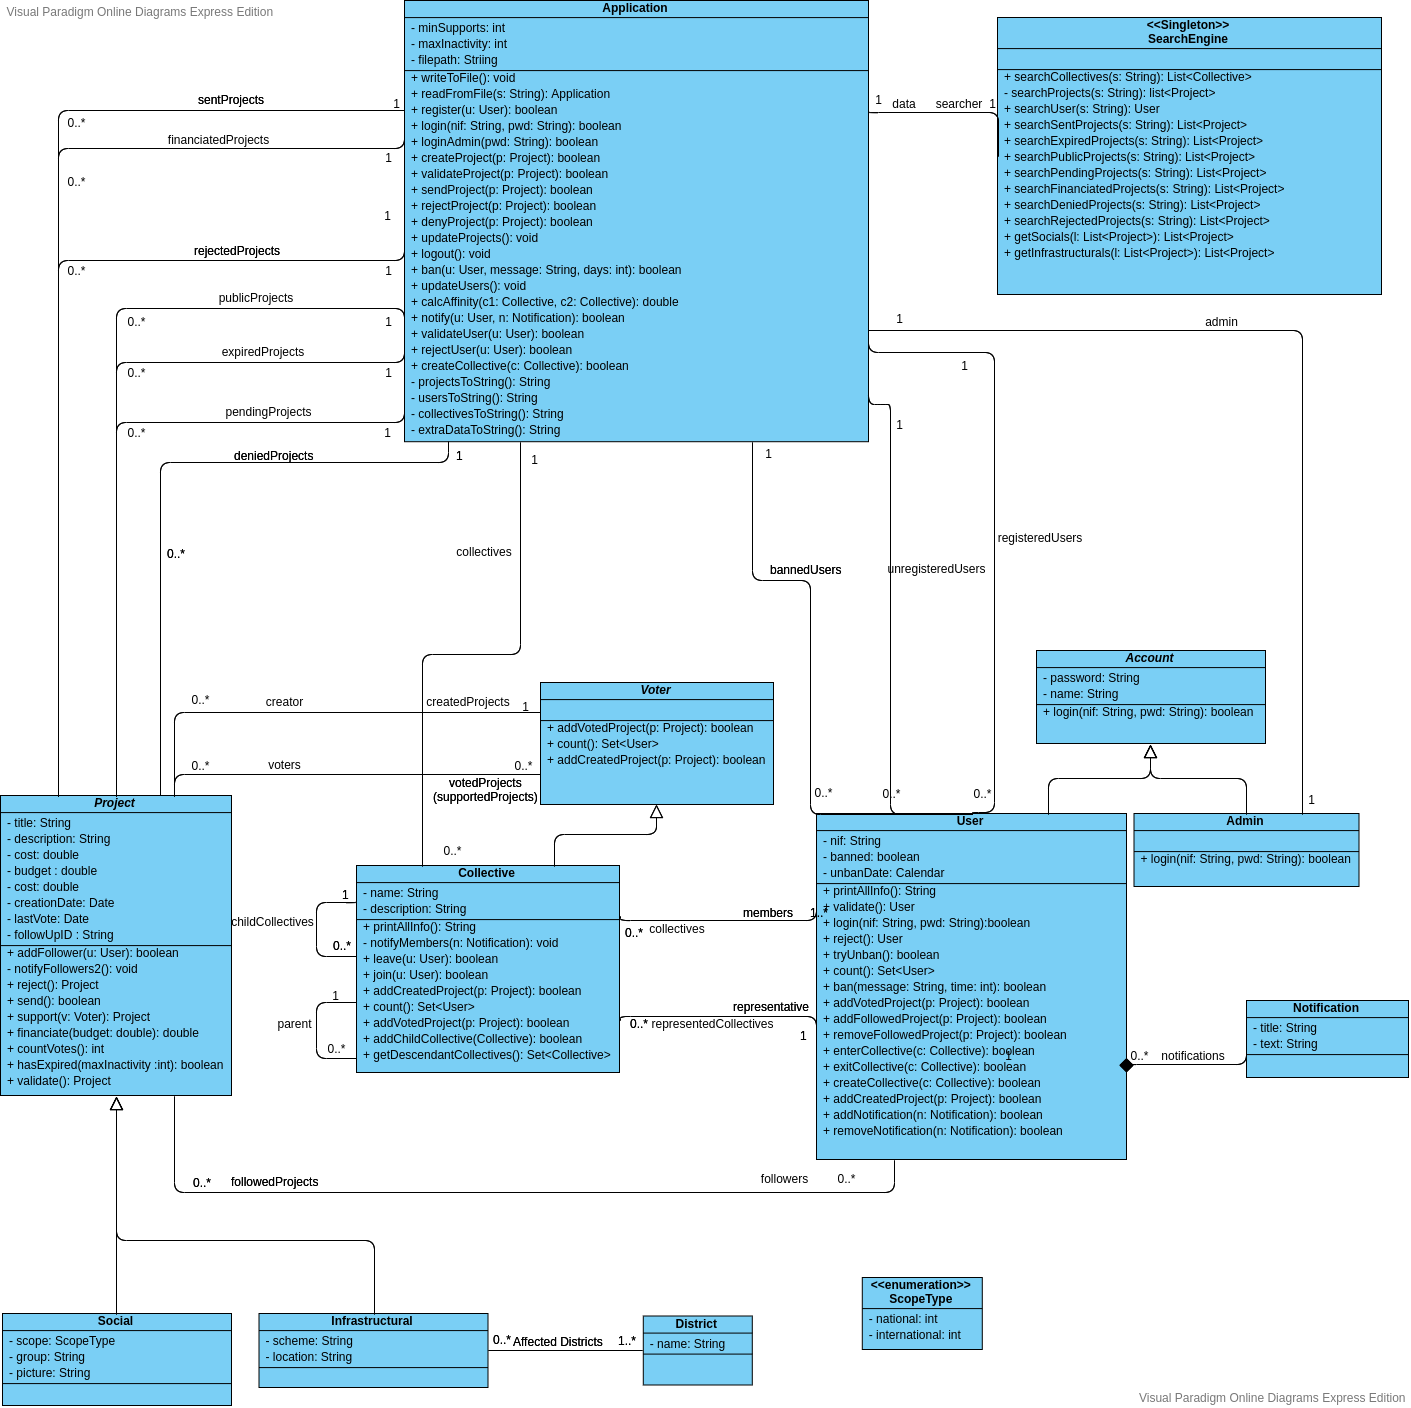 Visual Paradigm Online Diagrams Express Edition
Application
- minSupports: int
- maxInactivity: int
- filepath: Striing
+ writeToFile(): void
+ readFromFile(s: String): Application
+ register(u: User): boolean
+ login(nif: String, pwd: String): boolean
+ loginAdmin(pwd: String): boolean
+ createProject(p: Project): boolean
+ validateProject(p: Project): boolean
+ sendProject(p: Project): boolean
+ rejectProject(p: Project): boolean
+ denyProject(p: Project): boolean
+ updateProjects(): void
+ logout(): void
+ ban(u: User, message: String, days: int): boolean
+ updateUsers(): void
+ calcAffinity(c1: Collective, c2: Collective): double
+ notify(u: User, n: Notification): boolean
+ validateUser(u: User): boolean
+ rejectUser(u: User): boolean
+ createCollective(c: Collective): boolean
- projectsToString(): String
- usersToString(): String
- collectivesToString(): String
- extraDataToString(): String
<<Singleton>>
SearchEngine
+ searchCollectives(s: String): List<Collective>
- searchProjects(s: String): list<Project>
+ searchUser(s: String): User
+ searchSentProjects(s: String): List<Project>
+ searchExpiredProjects(s: String): List<Project>
+ searchPublicProjects(s: String): List<Project>
+ searchPendingProjects(s: String): List<Project>
+ searchFinanciatedProjects(s: String): List<Project>
+ searchDeniedProjects(s: String): List<Project>
+ searchRejectedProjects(s: String): List<Project>
+ getSocials(l: List<Project>): List<Project>
+ getInfrastructurals(l: List<Project>): List<Project>
1 data searcher 1
sentProjects 1
0..*
financiatedProjects
1
0..*
1
rejectedProjects
0..* 1
publicProjects
0..* 1
expiredProjects
0..* 1
pendingProjects
0..* 1
deniedProjects 1
0..*
1
collectives
0..*
1
bannedUsers
0..*
1
unregisteredUsers
0..*
1
registeredUsers
0..*
1
admin
1
0..* creator createdProjects 1
0..* voters 0..*
votedProjects
(supportedProjects)
Voter
+ addVotedProject(p: Project): boolean
+ count(): Set<User>
+ addCreatedProject(p: Project): boolean
Account
- password: String
- name: String
+ login(nif: String, pwd: String): boolean
Project
- title: String
- description: String
- cost: double
- budget : double
- cost: double
- creationDate: Date
- lastVote: Date
- followUpID : String
+ addFollower(u: User): boolean
- notifyFollowers2(): void
+ reject(): Project
+ send(): boolean
+ support(v: Voter): Project
+ financiate(budget: double): double
+ countVotes(): int
+ hasExpired(maxInactivity :int): boolean
+ validate(): Project
Collective
- name: String
- description: String
+ printAllInfo(): String
- notifyMembers(n: Notification): void
+ leave(u: User): boolean
+ join(u: User): boolean
+ addCreatedProject(p: Project): boolean
+ count(): Set<User>
+ addVotedProject(p: Project): boolean
+ addChildCollective(Collective): boolean
+ getDescendantCollectives(): Set<Collective>
1
childCollectives
0..*
1
parent
0..*
members 1..*
0..* collectives
representative
0..* representedCollectives
1
User
- nif: String
- banned: boolean
- unbanDate: Calendar
+ printAllInfo(): String
+ validate(): User
+ login(nif: String, pwd: String):boolean
+ reject(): User
+ tryUnban(): boolean
+ count(): Set<User>
+ ban(message: String, time: int): boolean
+ addVotedProject(p: Project): boolean
+ addFollowedProject(p: Project): boolean
+ removeFollowedProject(p: Project): boolean
+ enterCollective(c: Collective): boolean
+ exitCollective(c: Collective): boolean
+ createCollective(c: Collective): boolean
+ addCreatedProject(p: Project): boolean
+ addNotification(n: Notification): boolean
+ removeNotification(n: Notification): boolean
Admin
+ login(nif: String, pwd: String): boolean
1
0..* notifications
Notification
- title: String
- text: String
0..* followedProjects followers 0..*
Social
- scope: ScopeType
- group: String
- picture: String
Infrastructural
- scheme: String
- location: String
0..* Affected Districts 1..*
District
- name: String
<<enumeration>>
ScopeType
- national: int
- international: int
Visual Paradigm Online Diagrams Express Edition